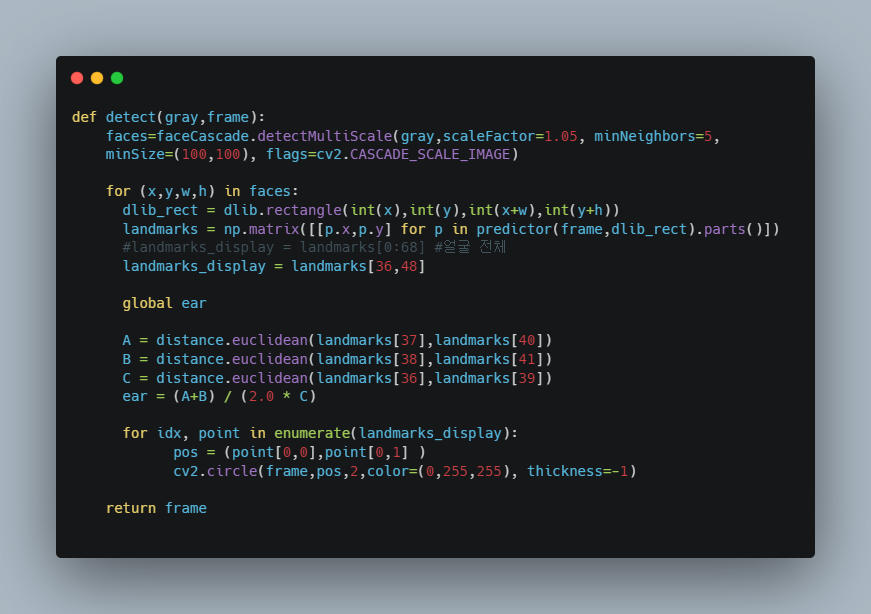 def detect(gray,frame):
    faces=faceCascade.detectMultiScale(gray,scaleFactor=1.05, minNeighbors=5,
    minSize=(100,100), flags=cv2.CASCADE_SCALE_IMAGE)
    for (x,y,w,h) in faces:
      dlib_rect = dlib.rectangle(int(x),int(y),int(x+w),int(y+h))
      landmarks = np.matrix([[p.x,p.y] for p in predictor(frame,dlib_rect).parts()])
      #landmarks_display = landmarks[0:68] #얼굴 전체
      landmarks_display = landmarks[36,48]
      global ear
      A = distance.euclidean(landmarks[37],landmarks[40])
      B = distance.euclidean(landmarks[38],landmarks[41])
      C = distance.euclidean(landmarks[36],landmarks[39])
      ear = (A+B) / (2.0 * C)
      for idx, point in enumerate(landmarks_display):
            pos = (point[0,0],point[0,1] )
            cv2.circle(frame,pos,2,color=(0,255,255), thickness=-1)
    return frame